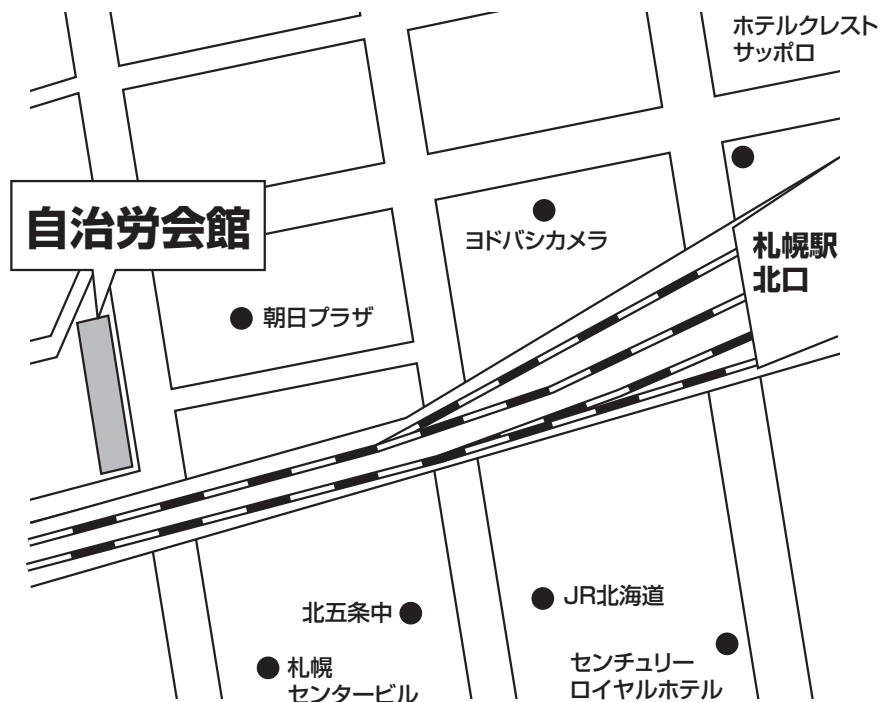 ホテルクレスト
サッポロ
自治労会館
ヨドバシカメラ
札幌駅
北口
朝日プラザ
北五条中
JR北海道
札幌
センタービル
センチュリー
ロイヤルホテル